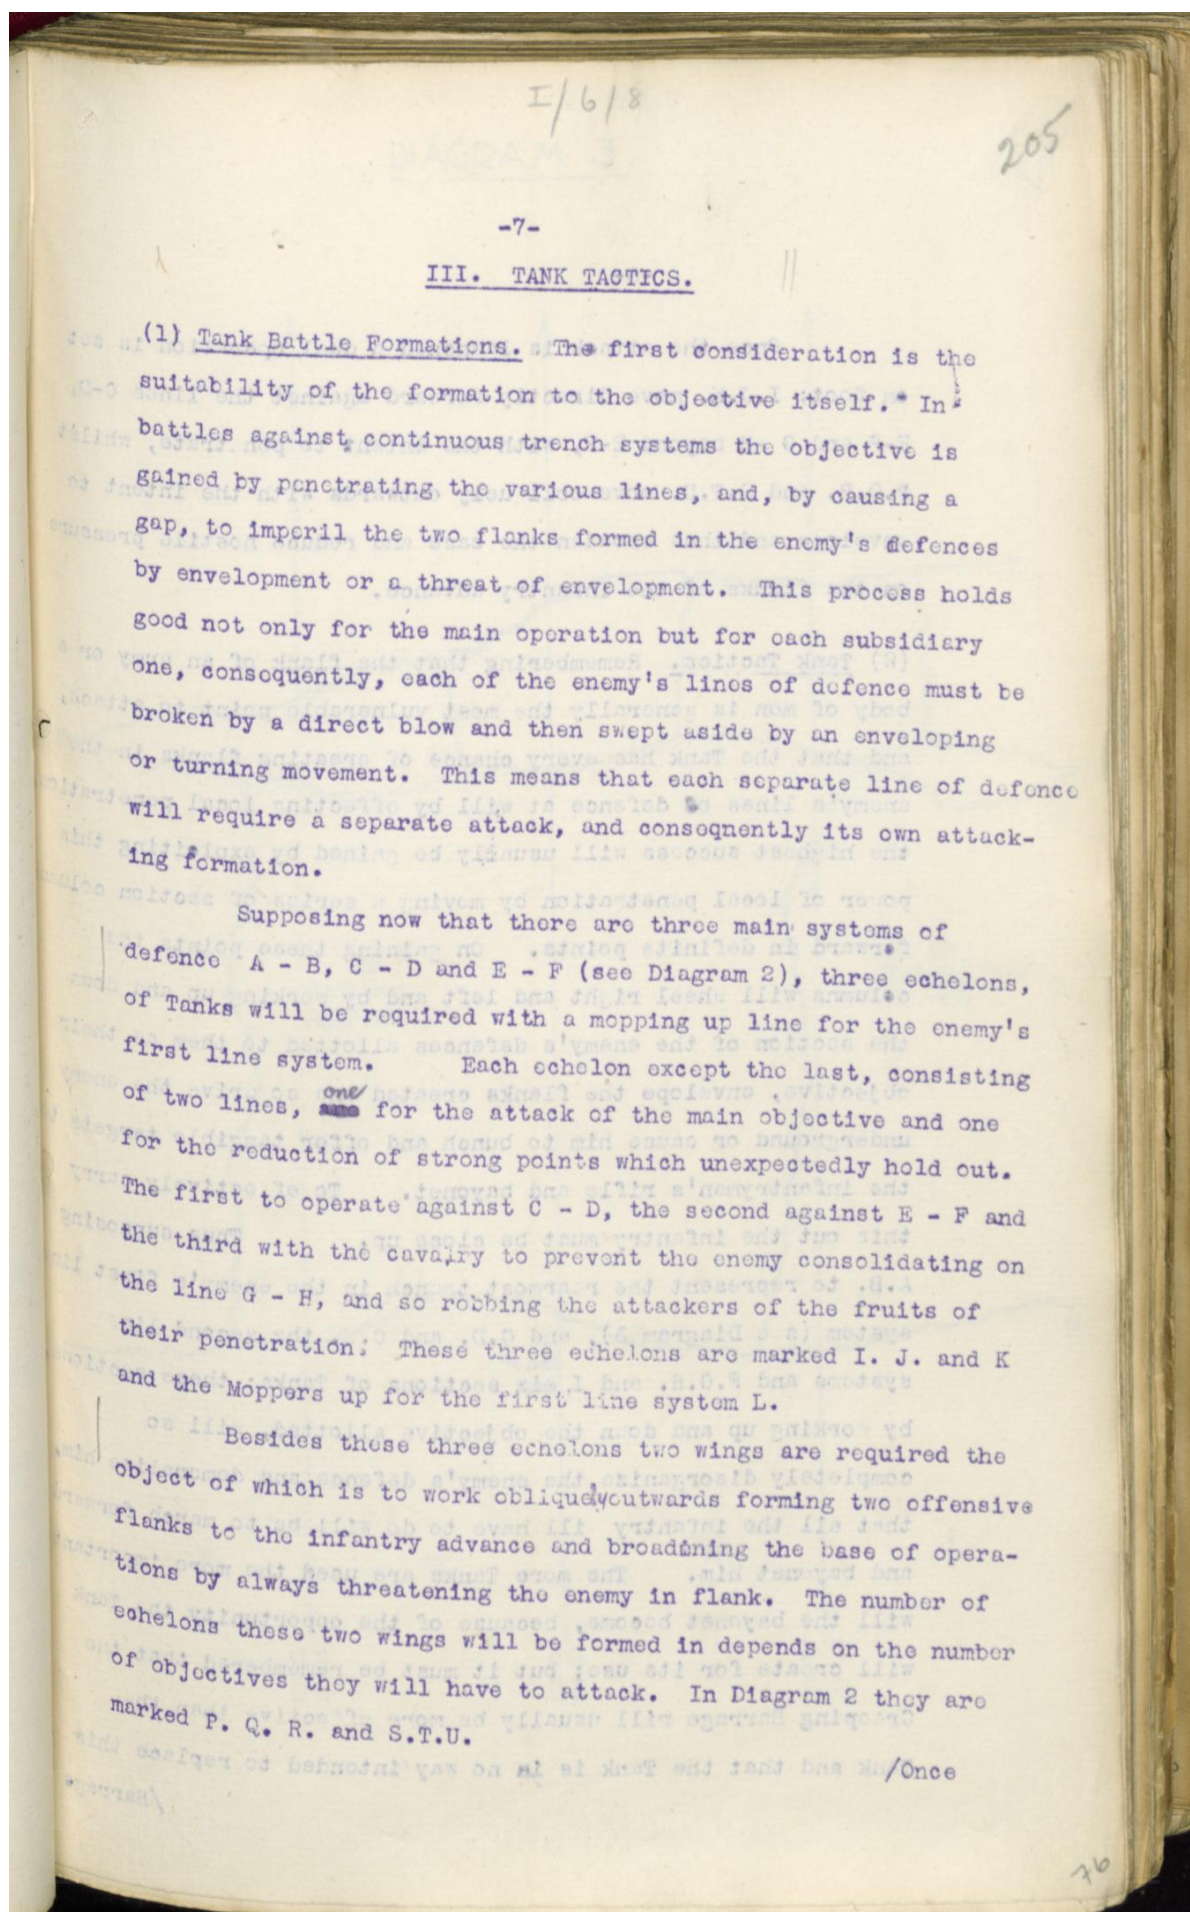 I/6/8
205
-7-
III. TANK TACTICS.
(1) Tank Battle Formations. The first consideration is the
suitability of the formation to the objective itself. In
battles against continuous trench systems the objective is
gained by penetrating the various lines, and, by causing a
gap, to imperil the two flanks formed in the enemy's defences
by envelopment or a threat of envelopment. This process holds
good not only for the main operation but for each subsidiary
one, consequently, each of the enemy's lines of defence must be
broken by a direct blow and then swept aside by an enveloping
or turning movement. This means that each separate line of defence
will require a separate attack, and conseqnently its own attack-
ing formation.
Supposing now that there are three main systems of
defence A - B, C - D and E - F (see Diagram 2), three echelons,
of Tanks will be required with a mopping up line for the enemy's
first line system. Each echelon except the last, consisting
of two lines, one for the attack of the main objective and one
for the reduction of strong points which unexpectedly hold out.
The first to operate against C - D, the second against E - F and
the third with the cavalry to prevent the enemy consolidating on
the line G - H, and so robbing the attackers of the fruits of
their penetration. These three echelons are marked I. J. and K
and the Moppers up for the first line system L.
Besides these three echelons two wings are required the
object of which is to work obliquely outwards forming two offensive
flanks to the infantry advance and broadening the base of opera-
tions by always threatening the enemy in flank. The number of
echelons these two wings will be formed in depends on the number
of objectives they will have to attack. In Diagram 2 they are
marked P. Q. R. and S.T.U.
/Once
76